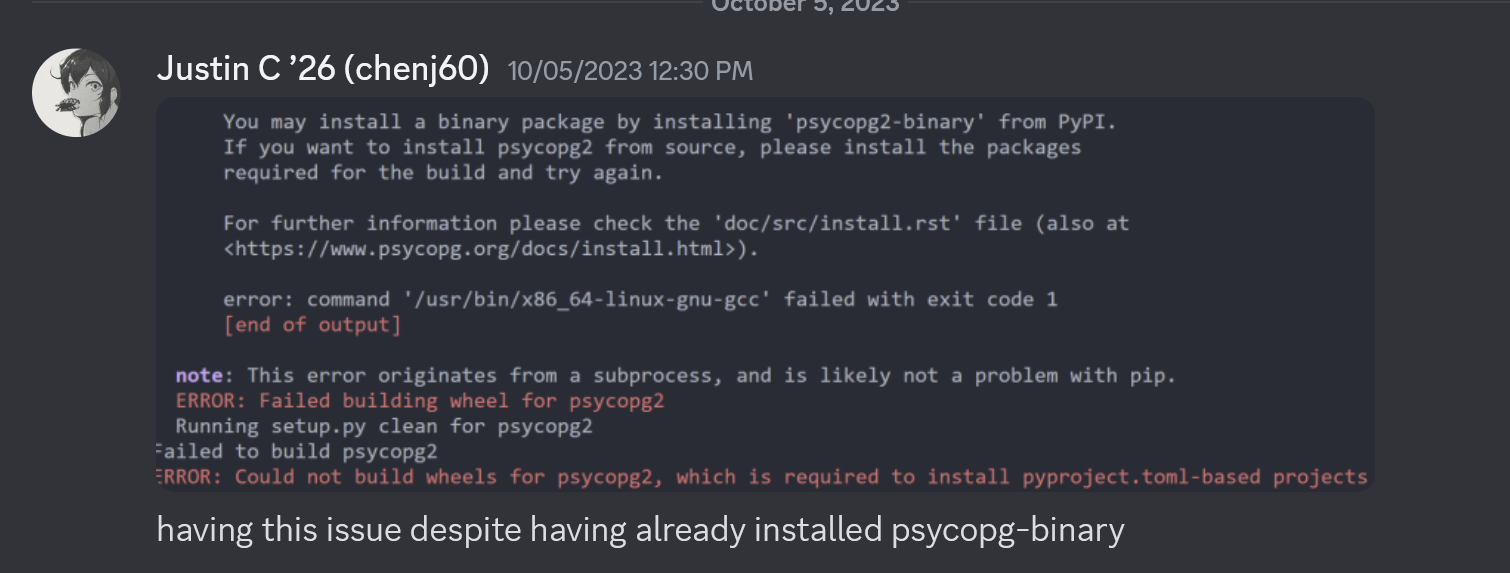 October 5, 2023
Justin C ’26 (chenj60) 10/05/2023 12:30 PM
You may install a binary package by installing 'psycopg2-binary' from PyPI.
If you want to install psycopg2 from source, please install the packages
required for the build and try again.
For further information please check the 'doc/src/install.rst' file (also at
<https://www.psycopg.org/docs/install.html>).
error: command '/usr/bin/x86_64-linux-gnu-gcc' failed with exit code 1
[end of output]
note: This error originates from a subprocess, and is likely not a problem with pip.
ERROR: Failed building wheel for psycopg2
Running setup.py clean for psycopg2
Failed to build psycopg2
ERROR: Could not build wheels for psycopg2, which is required to install pyproject.toml-based projects
having this issue despite having already installed psycopg-binary